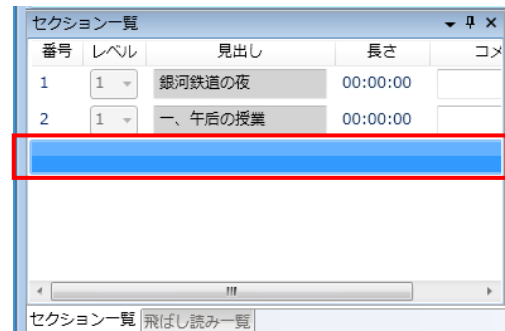 セクション一覧
番号 レベル 見出し 長さ
1 1 銀河鉄道の夜 00:00:00
2 1 一、午后の授業 00:00:00
セクション一覧 飛ばし読み一覧